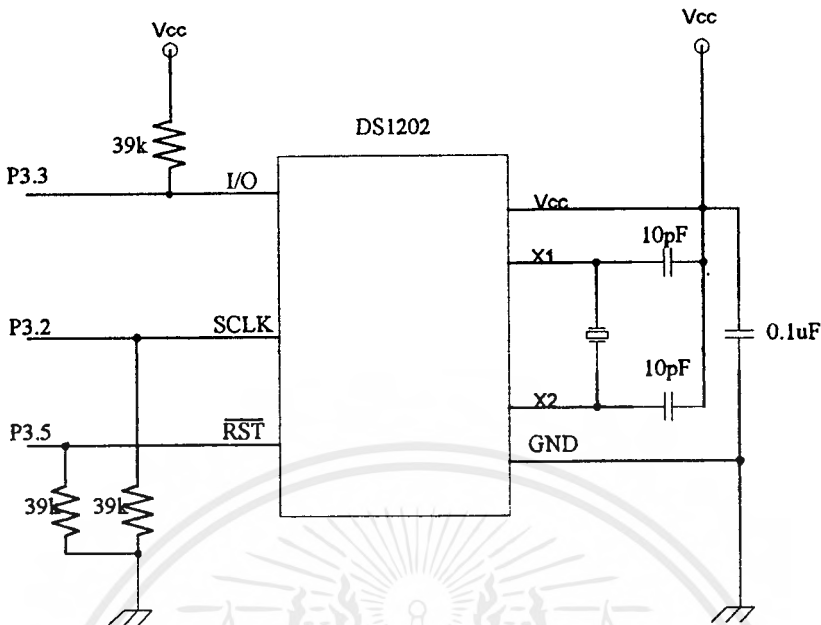 Vcc
Vcc
DS1202
39k
P3.3
I/O
Vcc
10pF
X1
P3.2
SCLK
0.1uF
10pF
X2
P3.5
RST
GND
39k
39k